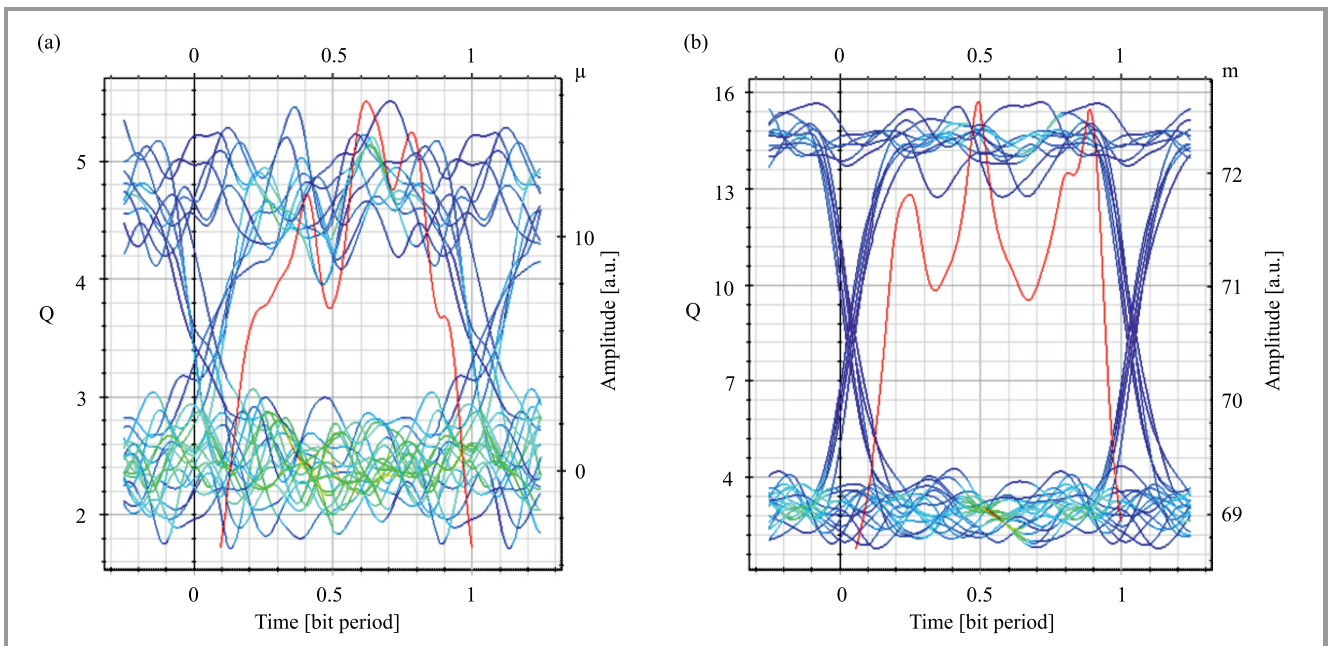 (a)
0 0.5 1
μ
5
4
3
2
Q
10
0
Amplitude [a.u.]
0 0.5 1
Time [bit period]
(b)
0 0.5 1
m
16
13
10
7
4
Q
72
71
70
69
Amplitude [a.u.]
0 0.5 1
Time [bit period]